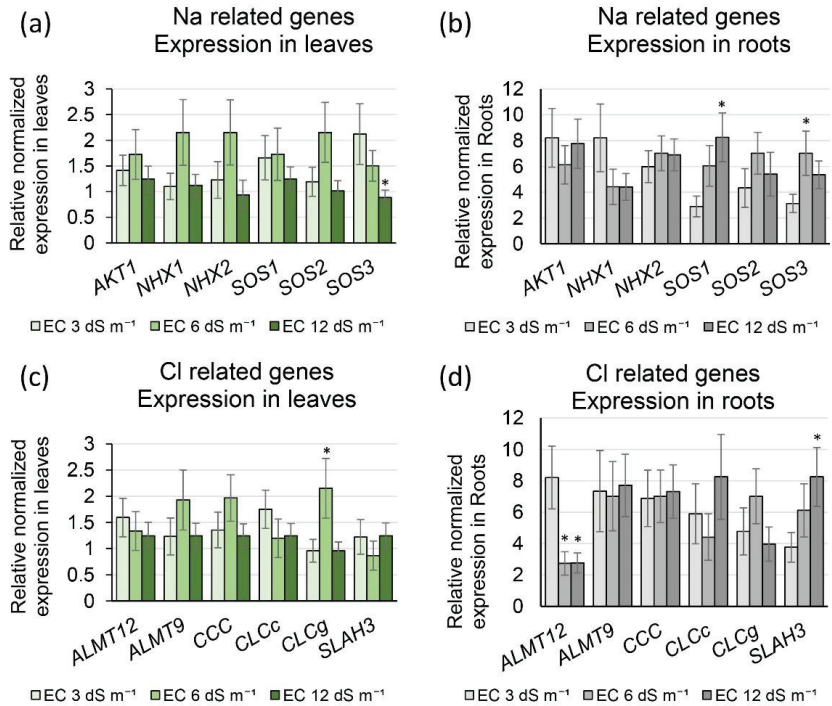 (a)
Na related genes
Expression in leaves
Relative normalized
expression in leaves
3
2.5
2
1.5
1
0.5
0
*
AKT1 NHX1 NHX2 SOS1 SOS2 SOS3
EC 3 dS m⁻¹ EC 6 dS m⁻¹ EC 12 dS m⁻¹
(b)
Na related genes
Expression in roots
Relative normalized
expression in Roots
12
10
8
6
4
2
0
* *
AKT1 NHX1 NHX2 SOS1 SOS2 SOS3
EC 3 dS m⁻¹ EC 6 dS m⁻¹ EC 12 dS m⁻¹
(c)
Cl related genes
Expression in leaves
Relative normalized
expression in leaves
3
2.5
2
1.5
1
0.5
0
*
ALMT12 ALMT9 CCC CLCc CLCg SLAH3
EC 3 dS m⁻¹ EC 6 dS m⁻¹ EC 12 dS m⁻¹
(d)
Cl related genes
Expression in roots
Relative normalized
expression in Roots
12
10
8
6
4
2
0
* * *
ALMT12 ALMT9 CCC CLCc CLCg SLAH3
EC 3 dS m⁻¹ EC 6 dS m⁻¹ EC 12 dS m⁻¹